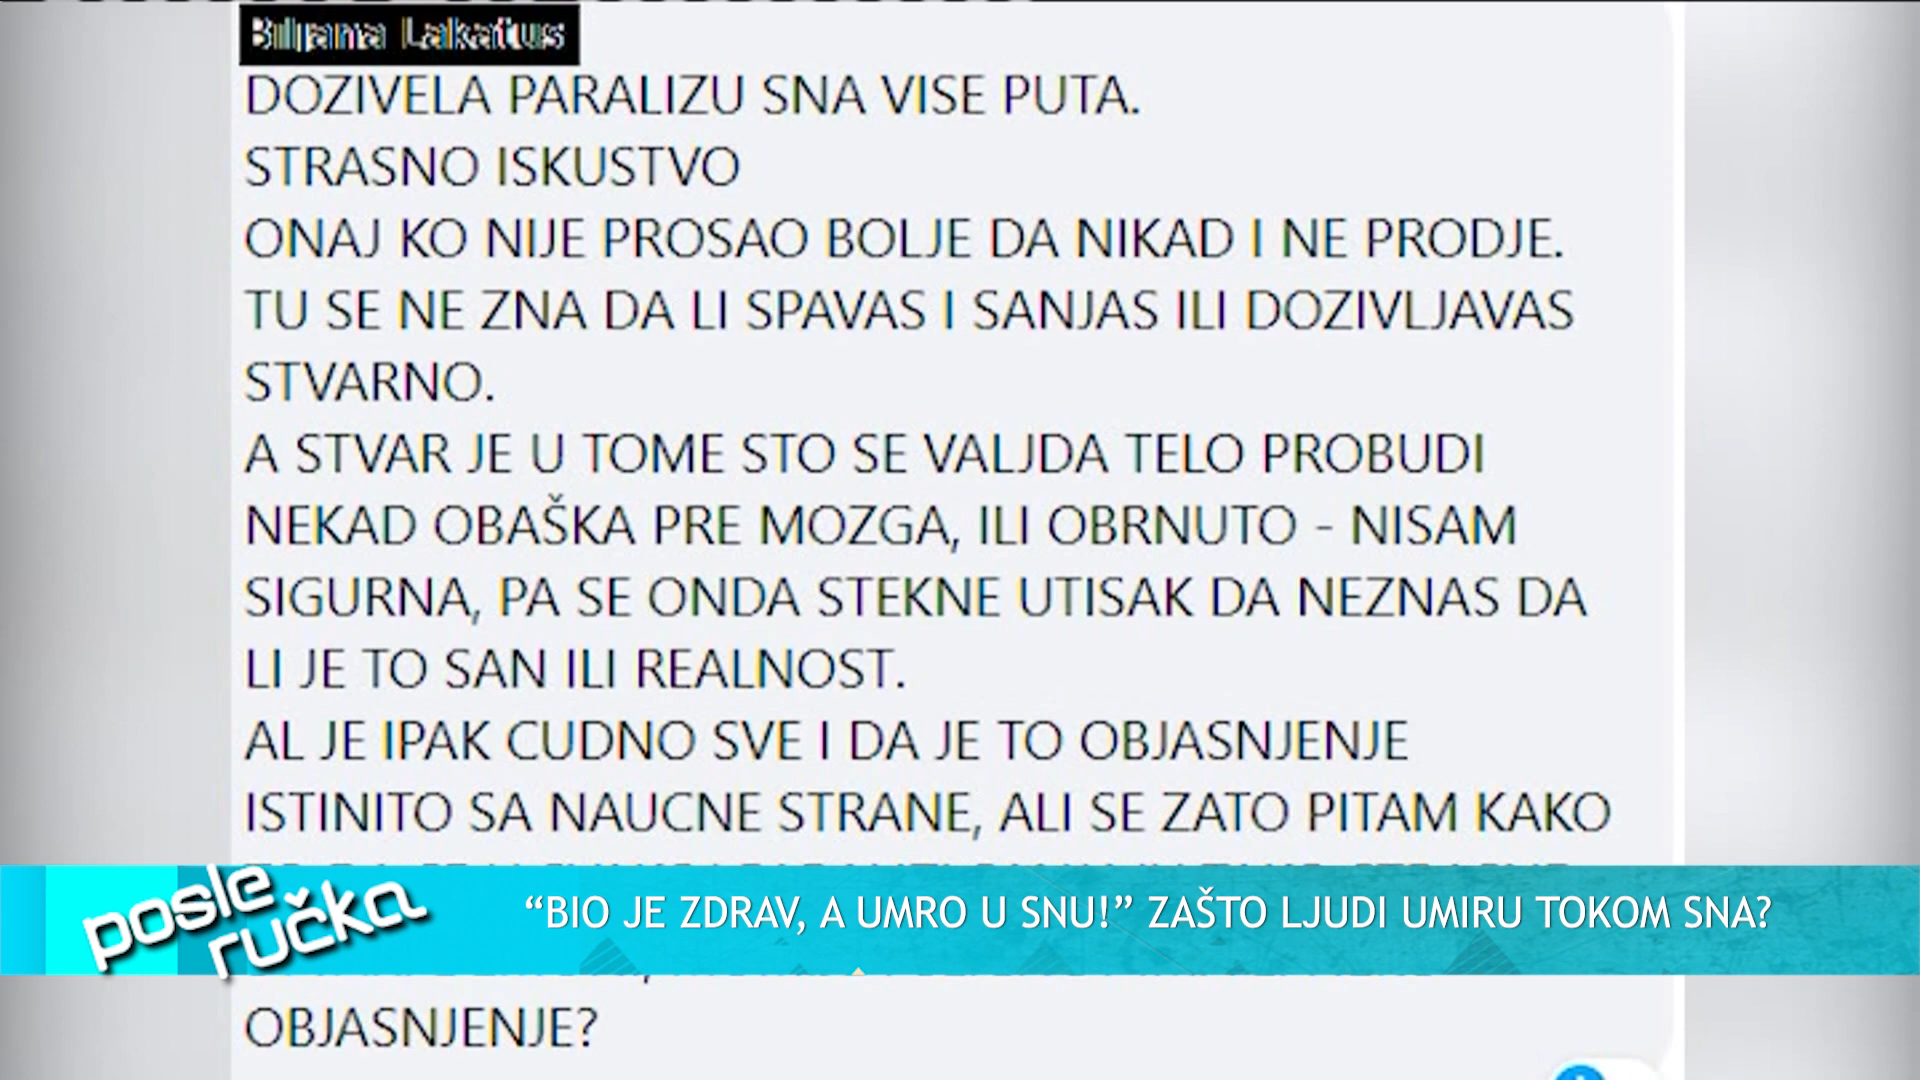 Biljana Lakatus
DOZIVELA PARALIZU SNA VISE PUTA.
STRASNO ISKUSTVO
ONAJ KO NIJE PROSAO BOLJE DA NIKAD I NE PRODJE.
TU SE NE ZNA DA LI SPAVAS I SANJAS ILI DOZIVLJAVAS
STVARNO.
A STVAR JE U TOME STO SE VALJDA TELO PROBUDI
NEKAD OBAŠKA PRE MOZGA, ILI OBRNUTO - NISAM
SIGURNA, PA SE ONDA STEKNE UTISAK DA NEZNAS DA
LI JE TO SAN ILI REALNOST.
AL JE IPAK CUDNO SVE I DA JE TO OBJASNJENJE
ISTINITO SA NAUCNE STRANE, ALI SE ZATO PITAM KAKO
posle
ručka
“BIO JE ZDRAV, A UMRO U SNU!” ZAŠTO LJUDI UMIRU TOKOM SNA?
OBJASNJENJE?